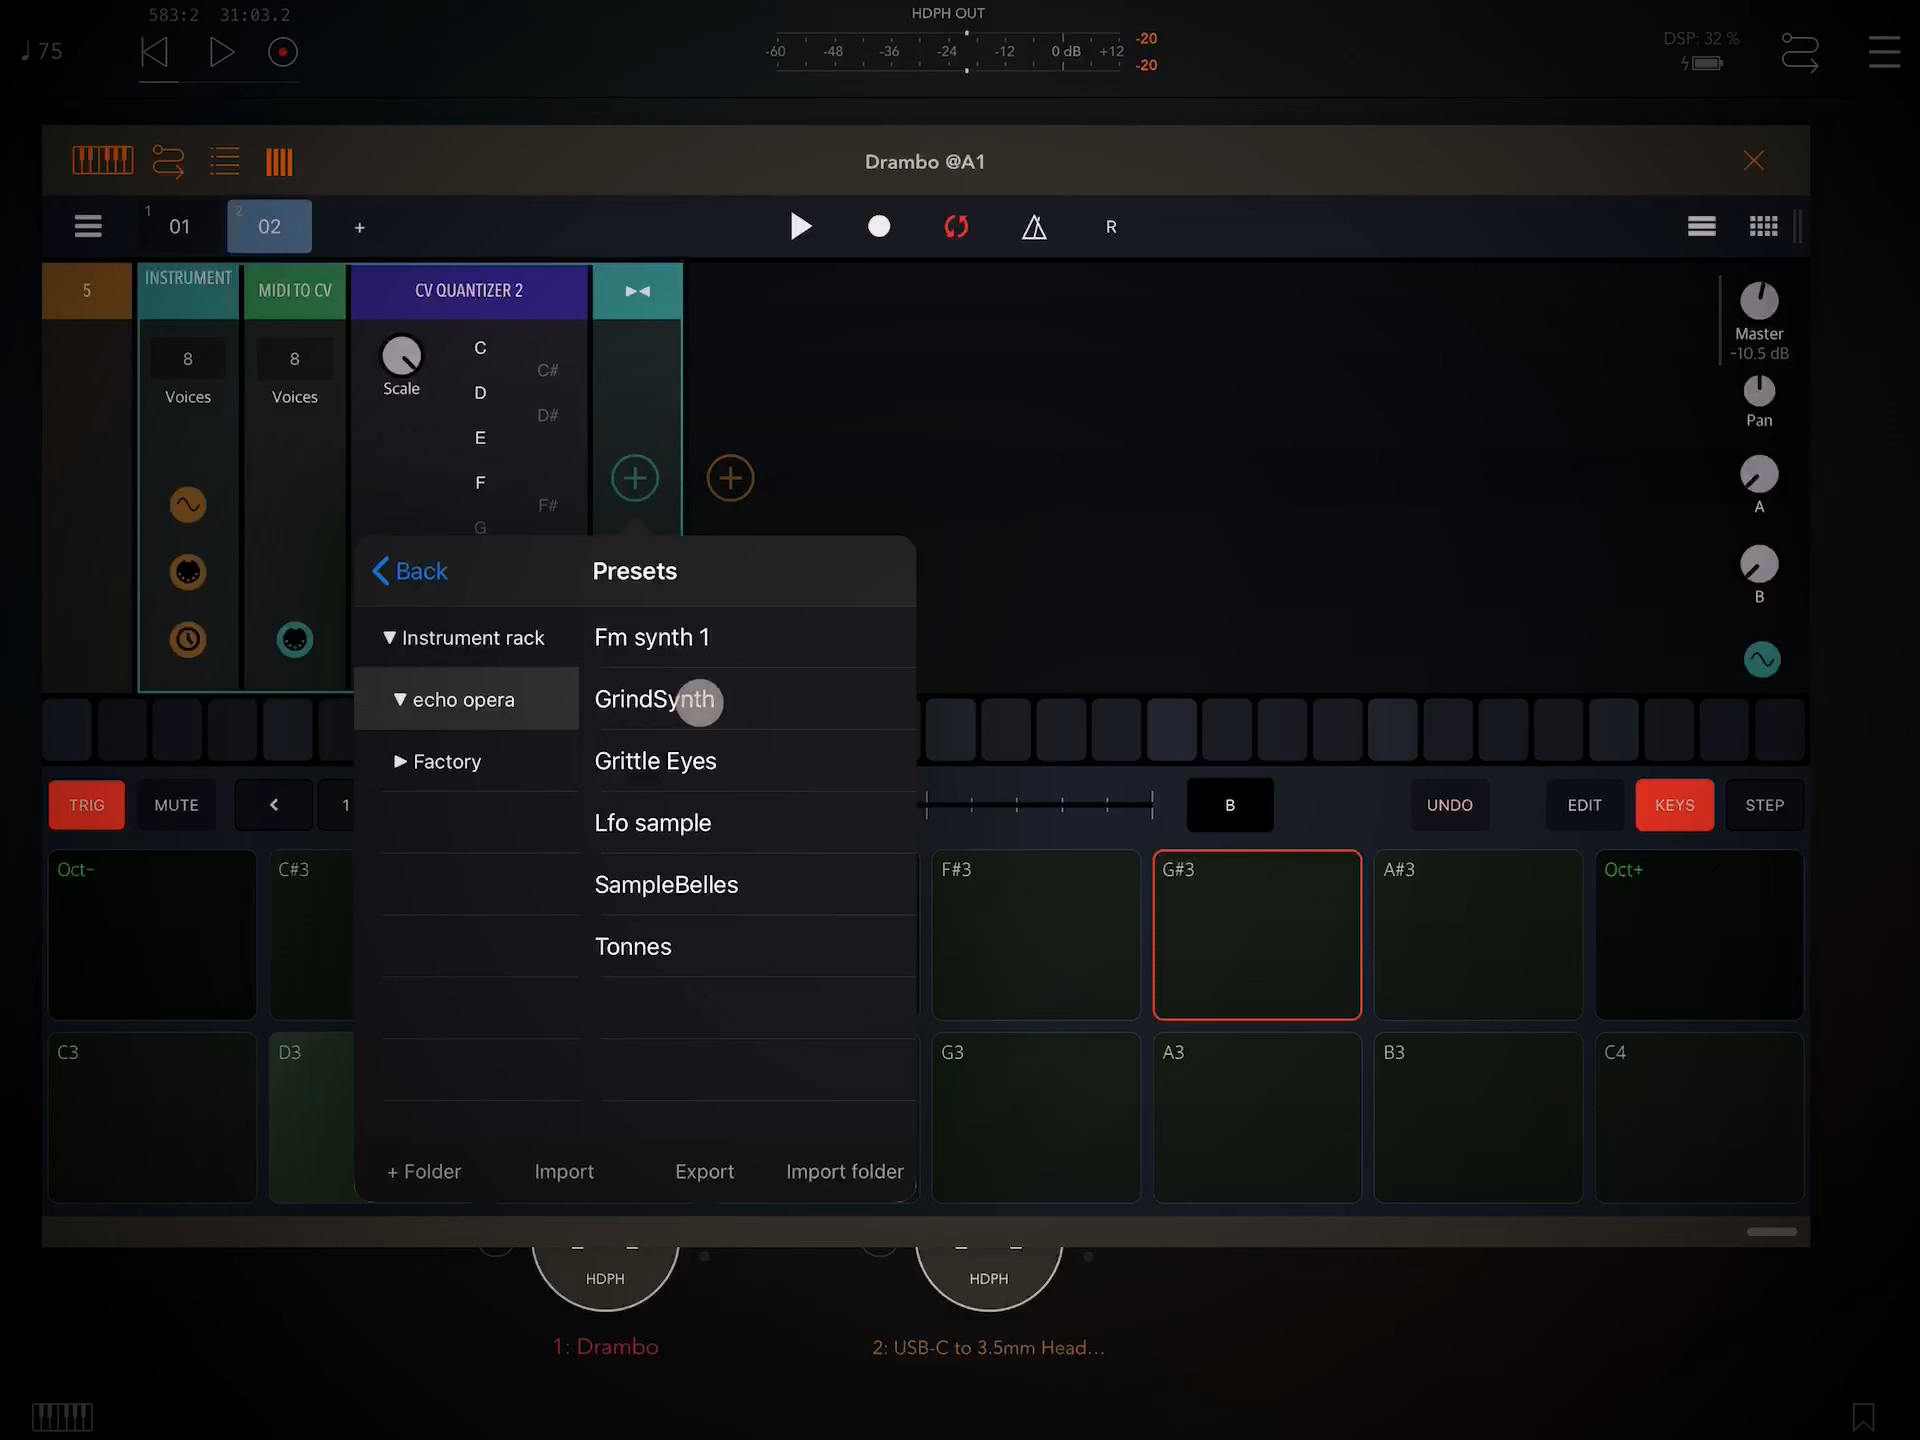 583:2 31:03.2
HDPH OUT
♩ 75
-60 -48 -36 -24 -12 0 dB +12
-20
-20
DSP: 32 %
Drambo @A1
1 01
2 02
+
R
5
INSTRUMENT
MIDI TO CV
CV QUANTIZER 2
8
Voices
8
Voices
Scale
C
C#
D
D#
E
F
F#
G
Master
-10.5 dB
Pan
A
B
Back
Presets
Instrument rack
echo opera
Factory
Fm synth 1
GrindSynth
Grittle Eyes
Lfo sample
SampleBelles
Tonnes
+ Folder
Import
Export
Import folder
TRIG
MUTE
<
1
B
UNDO
EDIT
KEYS
STEP
Oct-
C#3
F#3
G#3
A#3
Oct+
C3
D3
G3
A3
B3
C4
HDPH
HDPH
1: Drambo
2: USB-C to 3.5mm Head...